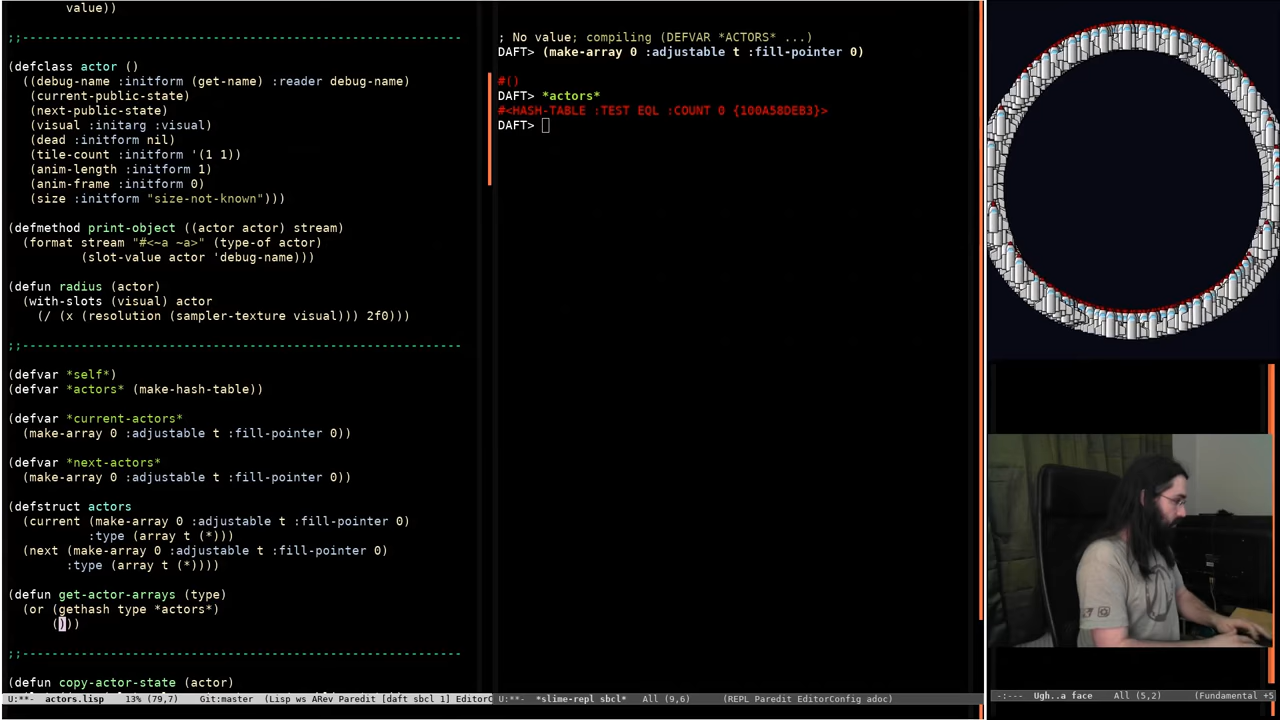 value))
;;------------------------------------------------------------
(defclass actor ()
((debug-name :initform (get-name) :reader debug-name)
(current-public-state)
(next-public-state)
(visual :initarg :visual)
(dead :initform nil)
(tile-count :initform '(1 1))
(anim-length :initform 1)
(anim-frame :initform 0)
(size :initform "size-not-known")))
(defmethod print-object ((actor actor) stream)
(format stream "#<~a ~a>" (type-of actor)
(slot-value actor 'debug-name)))
(defun radius (actor)
(with-slots (visual) actor
(/ (x (resolution (sampler-texture visual))) 2f0)))
;;------------------------------------------------------------
(defvar *self*)
(defvar *actors* (make-hash-table))
(defvar *current-actors*
(make-array 0 :adjustable t :fill-pointer 0))
(defvar *next-actors*
(make-array 0 :adjustable t :fill-pointer 0))
(defstruct actors
(current (make-array 0 :adjustable t :fill-pointer 0)
:type (array t (*)))
(next (make-array 0 :adjustable t :fill-pointer 0)
:type (array t (*))))
(defun get-actor-arrays (type)
(or (gethash type *actors*)
()))
;;------------------------------------------------------------
(defun copy-actor-state (actor)
U:**- actors.lisp 13% (79,7) Git:master (Lisp ws ARev Paredit [daft sbcl 1] EditorC
; No value; compiling (DEFVAR *ACTORS* ...)
DAFT> (make-array 0 :adjustable t :fill-pointer 0)
#()
DAFT> *actors*
#<HASH-TABLE :TEST EQL :COUNT 0 {100A58DEB3}>
DAFT>
U:**- *slime-repl sbcl* All (9,6) (REPL Paredit EditorConfig adoc)
-:--- Ugh..a face All (5,2) (Fundamental +5